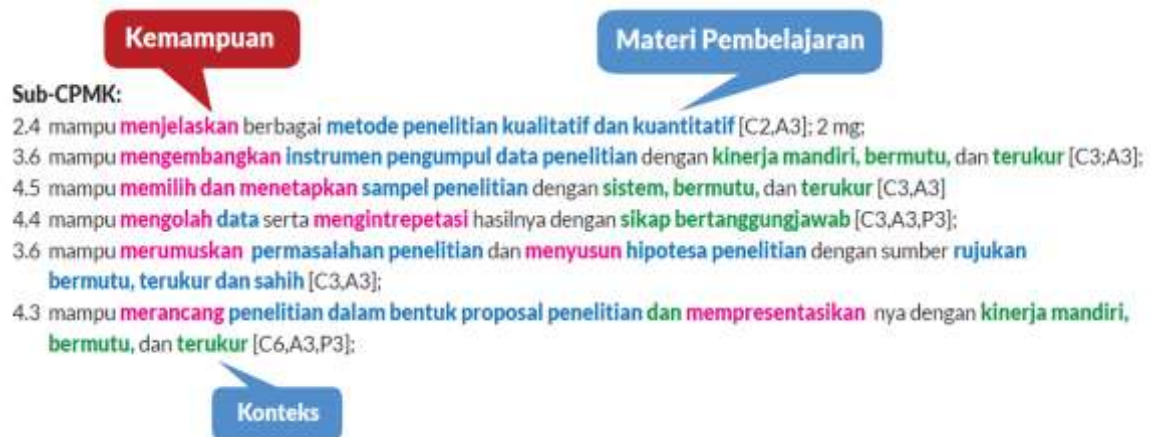 Kemampuan
Materi Pembelajaran
Sub-CPMK:
2.4 mampu menjelaskan berbagai metode penelitian kualitatif dan kuantitatif [C2,A3]; 2 mg;
3.6 mampu mengembangkan instrumen pengumpul data penelitian dengan kinerja mandiri, bermutu, dan terukur [C3;A3];
4.5 mampu memilih dan menetapkan sampel penelitian dengan sistem, bermutu, dan terukur [C3,A3]
4.4 mampu mengolah data serta mengintrepetasi hasilnya dengan sikap bertanggungjawab [C3,A3,P3];
3.6 mampu merumuskan permasalahan penelitian dan menyusun hipotesa penelitian dengan sumber rujukan
bermutu, terukur dan sahih [C3,A3];
4.3 mampu merancang penelitian dalam bentuk proposal penelitian dan mempresentasikan nya dengan kinerja mandiri,
bermutu, dan terukur [C6,A3,P3];
Konteks